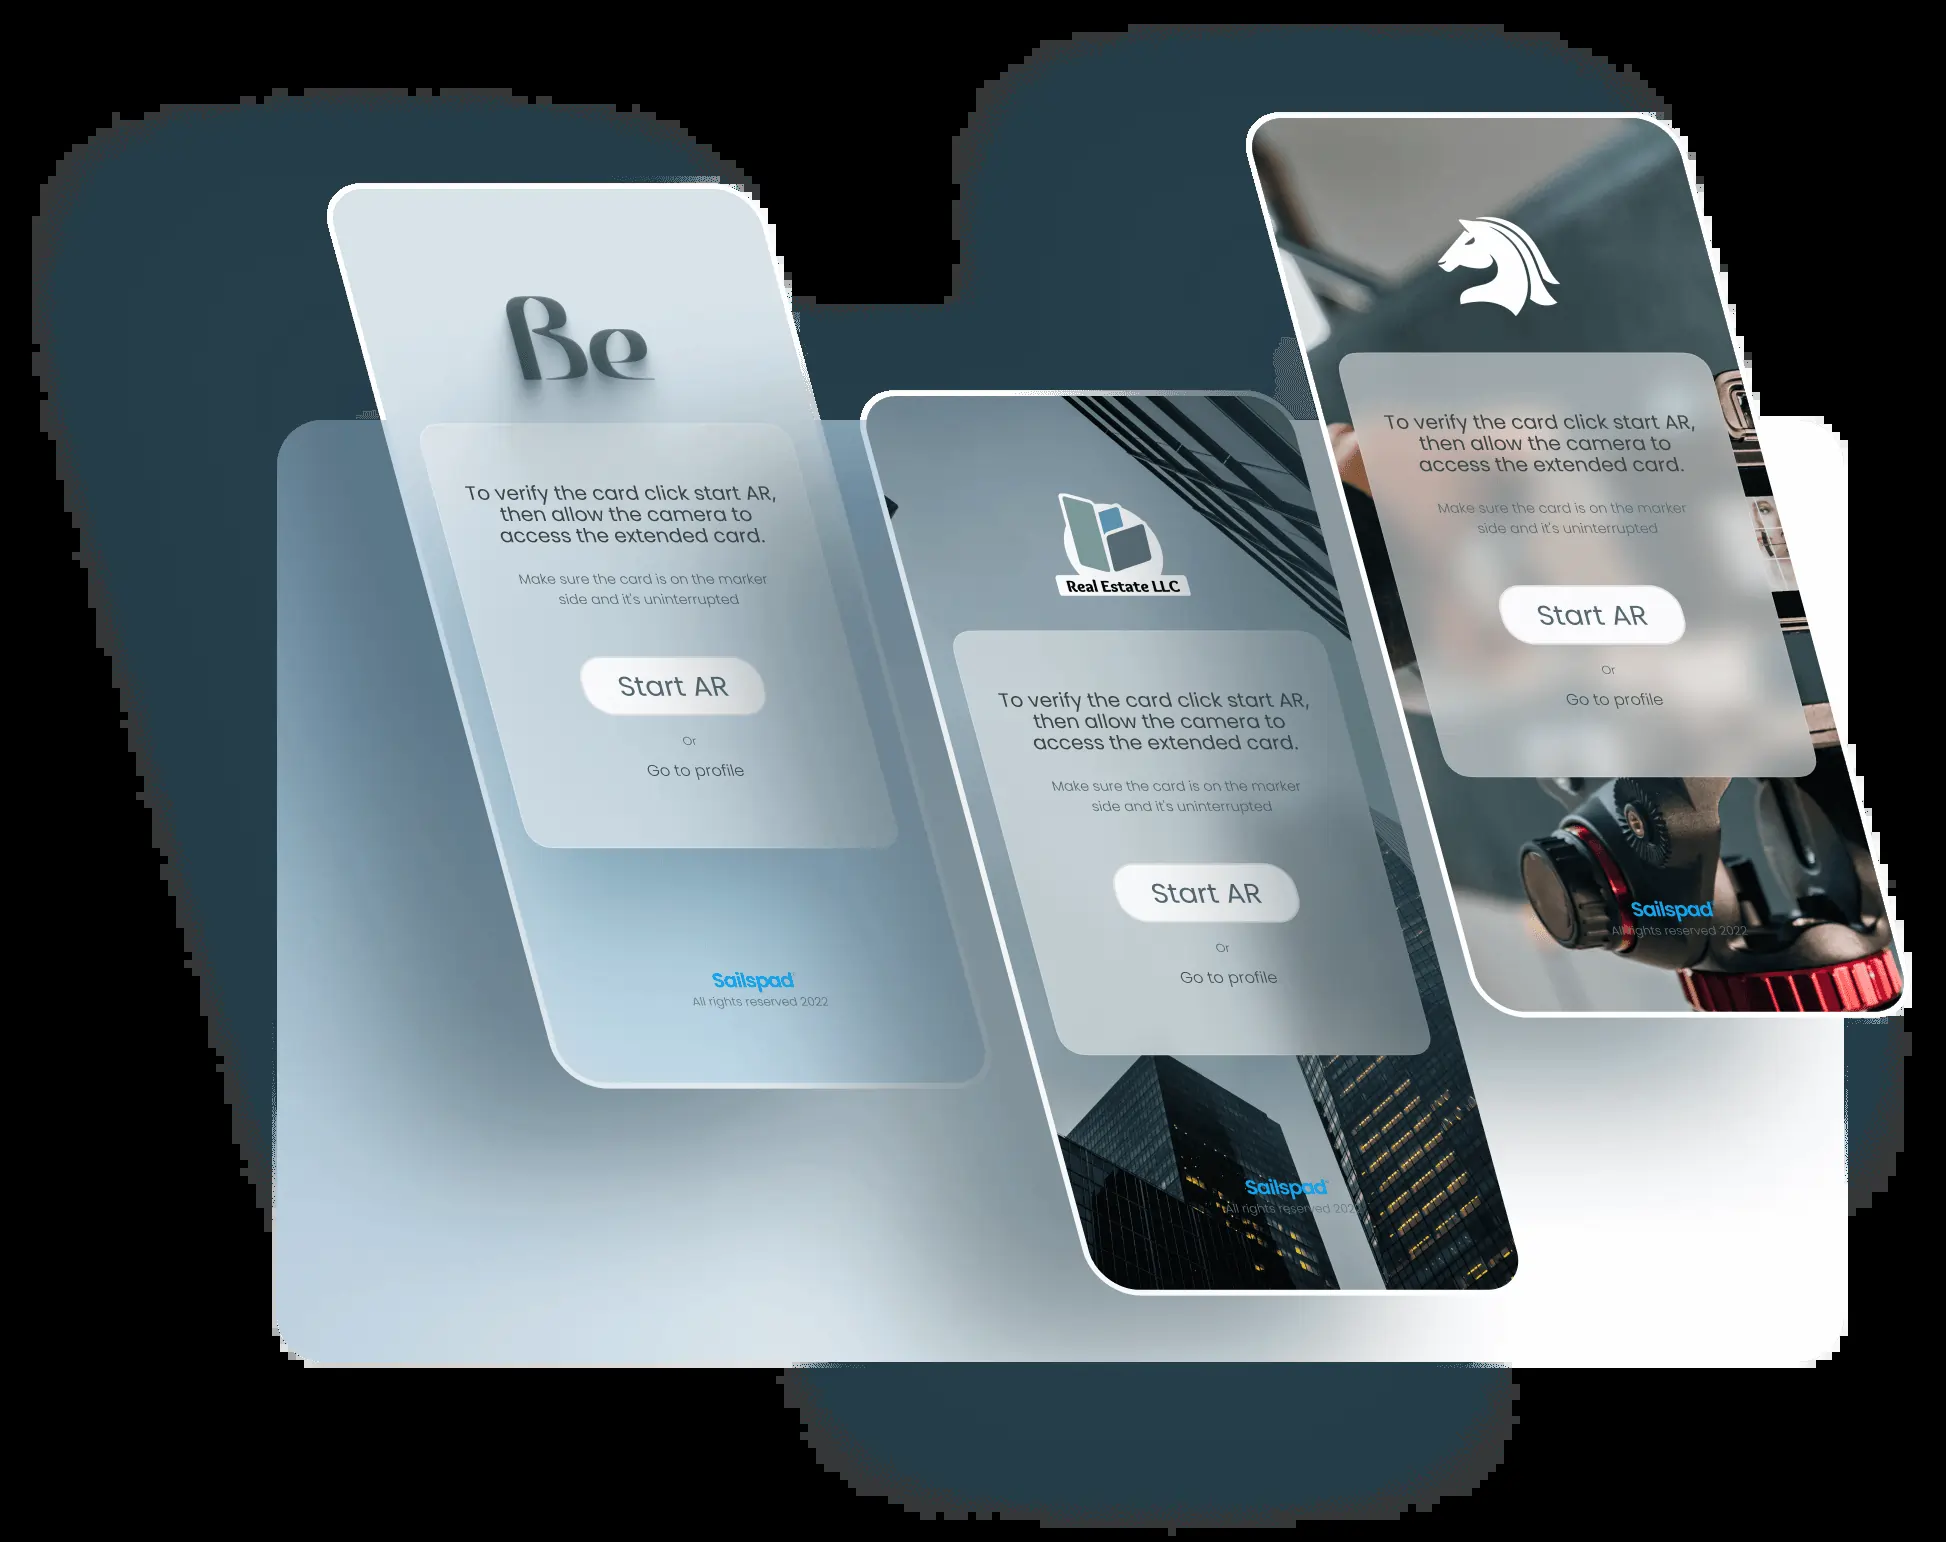 Be
To verify the card click start AR,
then allow the camera to
access the extended card.
Make sure the card is on the marker
side and it's uninterrupted
Start AR
Or
Go to profile
Sailspad
All rights reserved 2022
Real Estate LLC
To verify the card click start AR,
then allow the camera to
access the extended card.
Make sure the card is on the marker
side and it's uninterrupted
Start AR
Or
Go to profile
Sailspad
All rights reserved 2022
To verify the card click start AR,
then allow the camera to
access the extended card.
Make sure the card is on the marker
side and it's uninterrupted
Start AR
Or
Go to profile
Sailspad
All rights reserved 2022